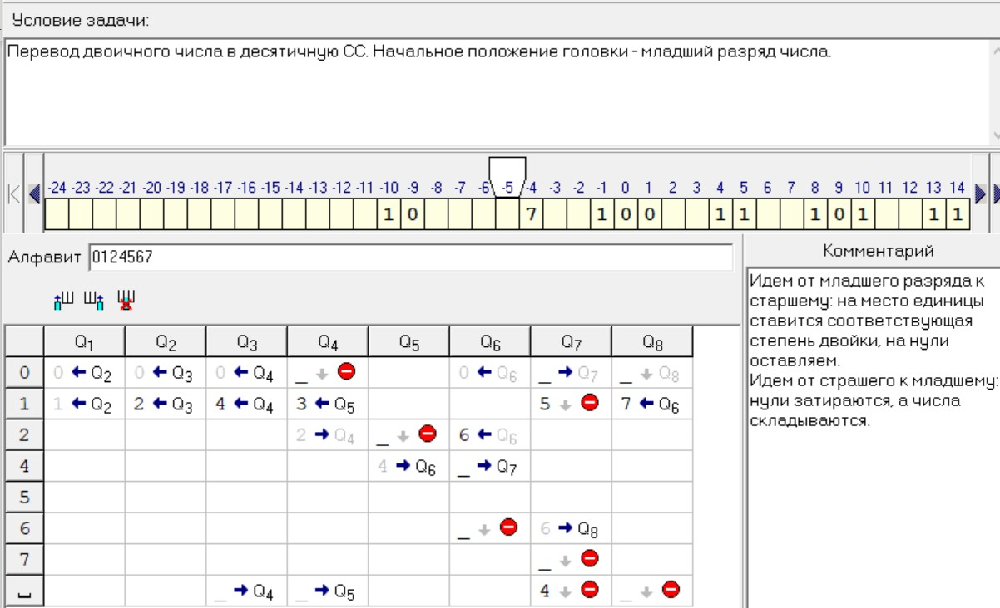 Условие задачи:
Перевод двоичного числа в десятичную СС. Начальное положение головки - младший разряд числа.
-24 -23 -22 -21 -20 -19 -18 -17 -16 -15 -14 -13 -12 -11 -10 -9 -8 -7 -6 -5 -4 -3 -2 -1 0 1 2 3 4 5 6 7 8 9 10 11 12 13 14
1 0 7 1 0 0 1 1 1 0 1 1 1
Алфавит 0124567
Комментарий
Идем от младшего разряда к
старшему: на место единицы
ставится соответствующая
степень двойки, на нули
оставляем.
Идем от страшего к младшему:
нули затираются, а числа
складываются.
Q1 Q2 Q3 Q4 Q5 Q6 Q7 Q8
0 0 ← Q2 0 ← Q3 0 ← Q4 _ ↓ 0 ← Q6 _ → Q7 _ ↓ Q8
1 1 ← Q2 2 ← Q3 4 ← Q4 3 ← Q5 5 ↓ 7 ← Q6
2 2 → Q4 _ ↓ 6 ← Q6
4 4 → Q6 _ → Q7
5
6 _ ↓ 6 → Q8
7 _ ↓
_ → Q4 _ → Q5 4 ↓ _ ↓